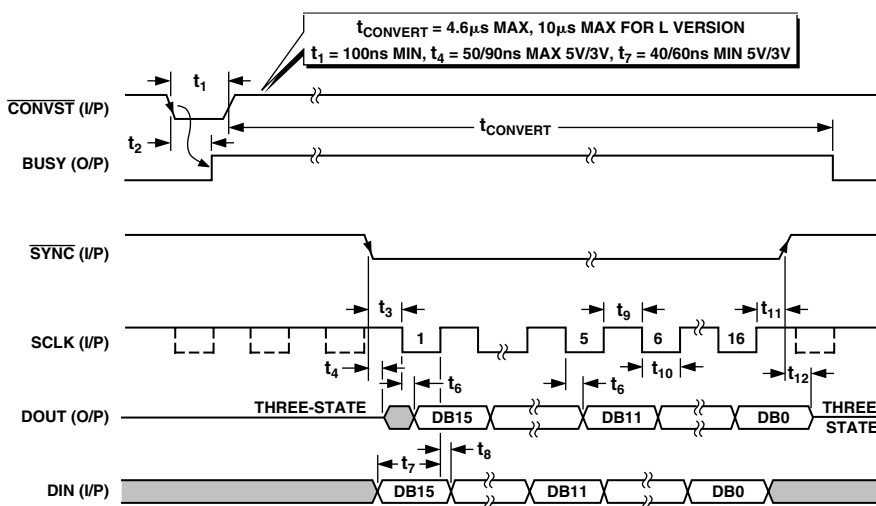 tCONVERT = 4.6μs MAX, 10μs MAX FOR L VERSION
t1 = 100ns MIN, t4 = 50/90ns MAX 5V/3V, t7 = 40/60ns MIN 5V/3V
t1
CONVST (I/P)
tCONVERT
t2
BUSY (O/P)
SYNC (I/P)
t3
t9
t11
SCLK (I/P)
1
5
6
16
t4
t6
t6
t10
t12
DOUT (O/P)
THREE-STATE
DB15
DB11
DB0
THREE
STATE
t7
t8
DIN (I/P)
DB15
DB11
DB0